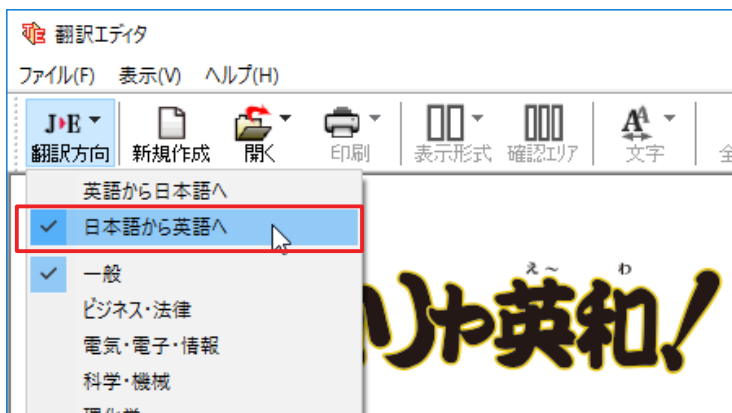 翻訳エディタ
ファイル(F) 表示(V) ヘルプ(H)
J▸E
翻訳方向 新規作成 開く 印刷 表示形式 確認エリア 文字 全
英語から日本語へ
日本語から英語へ
一般
ビジネス・法律
電気・電子・情報
科学・機械
え～ わ
りや英和!